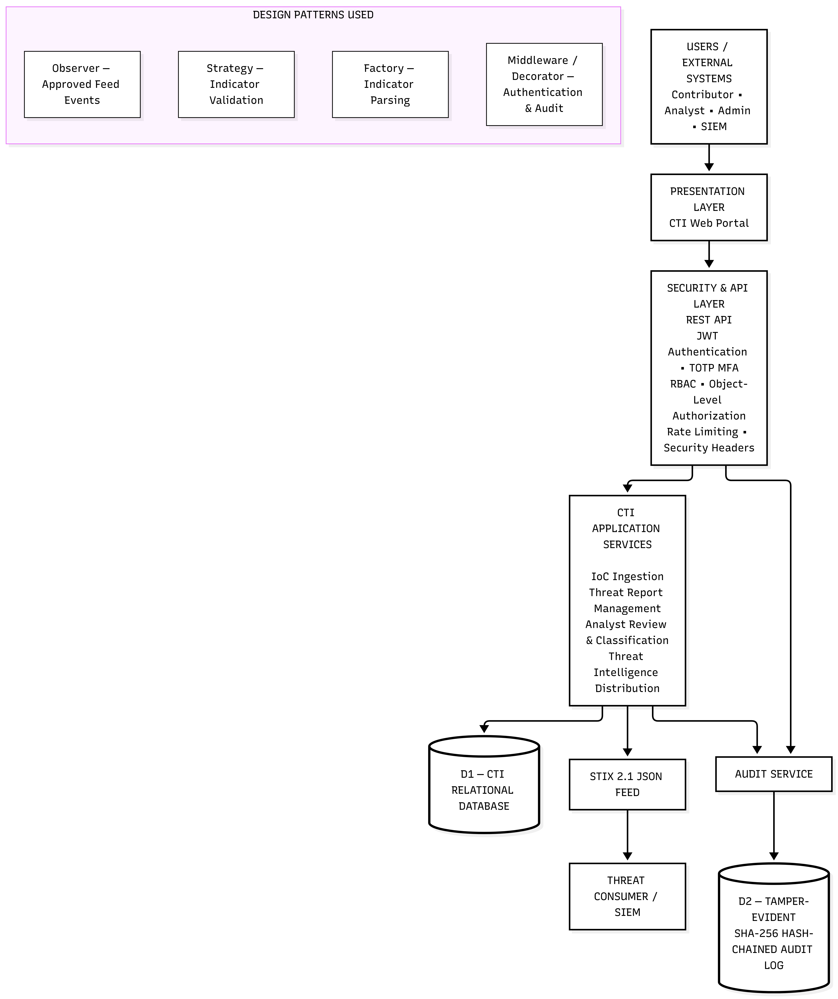 DESIGN PATTERNS USED
Observer –
Approved Feed
Events
Strategy –
Indicator
Validation
Factory –
Indicator
Parsing
Middleware /
Decorator –
Authentication
& Audit
USERS /
EXTERNAL
SYSTEMS
Contributor ▪
Analyst ▪ Admin
▪ SIEM
PRESENTATION
LAYER
CTI Web Portal
SECURITY & API
LAYER
REST API
JWT
Authentication
▪ TOTP MFA
RBAC ▪ Object-
Level
Authorization
Rate Limiting ▪
Security Headers
CTI
APPLICATION
SERVICES
IoC Ingestion
Threat Report
Management
Analyst Review
& Classification
Threat
Intelligence
Distribution
D1 – CTI
RELATIONAL
DATABASE
STIX 2.1 JSON
FEED
AUDIT SERVICE
THREAT
CONSUMER /
SIEM
D2 – TAMPER-
EVIDENT
SHA-256 HASH-
CHAINED AUDIT
LOG